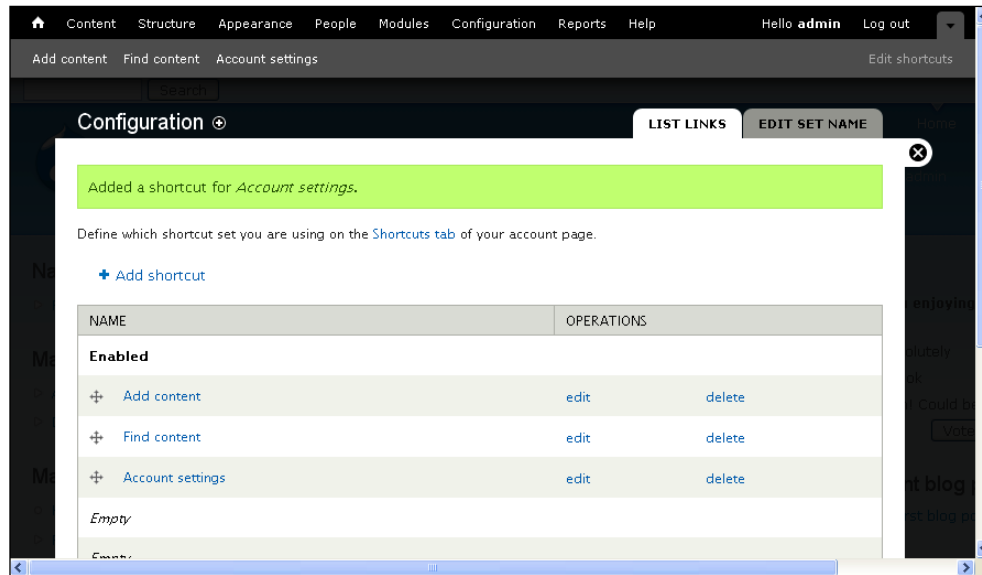 Content Structure Appearance People Modules Configuration Reports Help Hello admin Log out
Add content Find content Account settings Edit shortcuts
Search
Configuration LIST LINKS EDIT SET NAME
Home
Added a shortcut for Account settings.
admin
Define which shortcut set you are using on the Shortcuts tab of your account page.
Add shortcut
enjoying
NAME OPERATIONS
Enabled
Add content edit delete
ok
Could be
Find content edit delete
Vote
Account settings edit delete
blog
Empty
blog
Empty